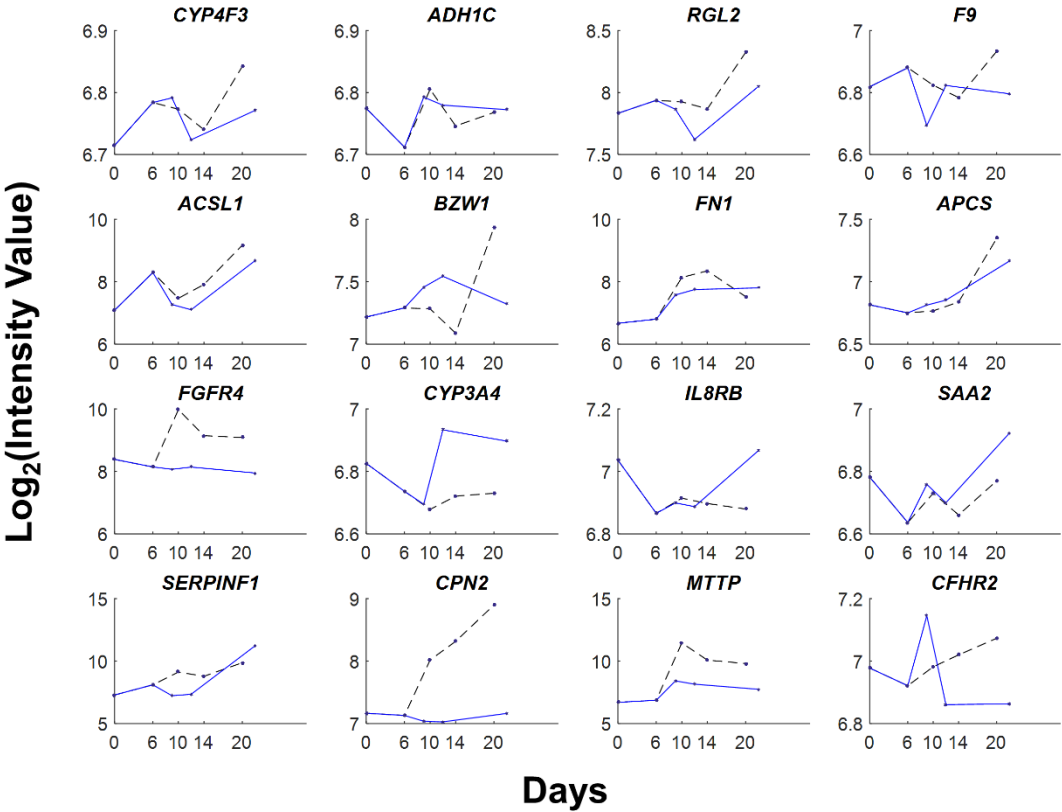 CYP4F3 ADH1C RGL2 F9
6.9 6.9 8.5 7
6.8 6.8 8 6.8
6.7 6.7 7.5 6.6
0 6 10 14 20 0 6 10 14 20 0 6 10 14 20 0 6 10 14 20
ACSL1 BZW1 FN1 APCS
10 8 10 7.5
8 7.5 8 7
6 7 6 6.5
0 6 10 14 20 0 6 10 14 20 0 6 10 14 20 0 6 10 14 20
FGFR4 CYP3A4 IL8RB SAA2
10 7 7.2 7
8 6.8 7 6.8
6 6.6 6.8 6.6
0 6 10 14 20 0 6 10 14 20 0 6 10 14 20 0 6 10 14 20
SERPINF1 CPN2 MTTP CFHR2
15 9 15 7.2
10 8 10 7
5 7 5 6.8
0 6 10 14 20 0 6 10 14 20 0 6 10 14 20 0 6 10 14 20
Log2(Intensity Value)
Days